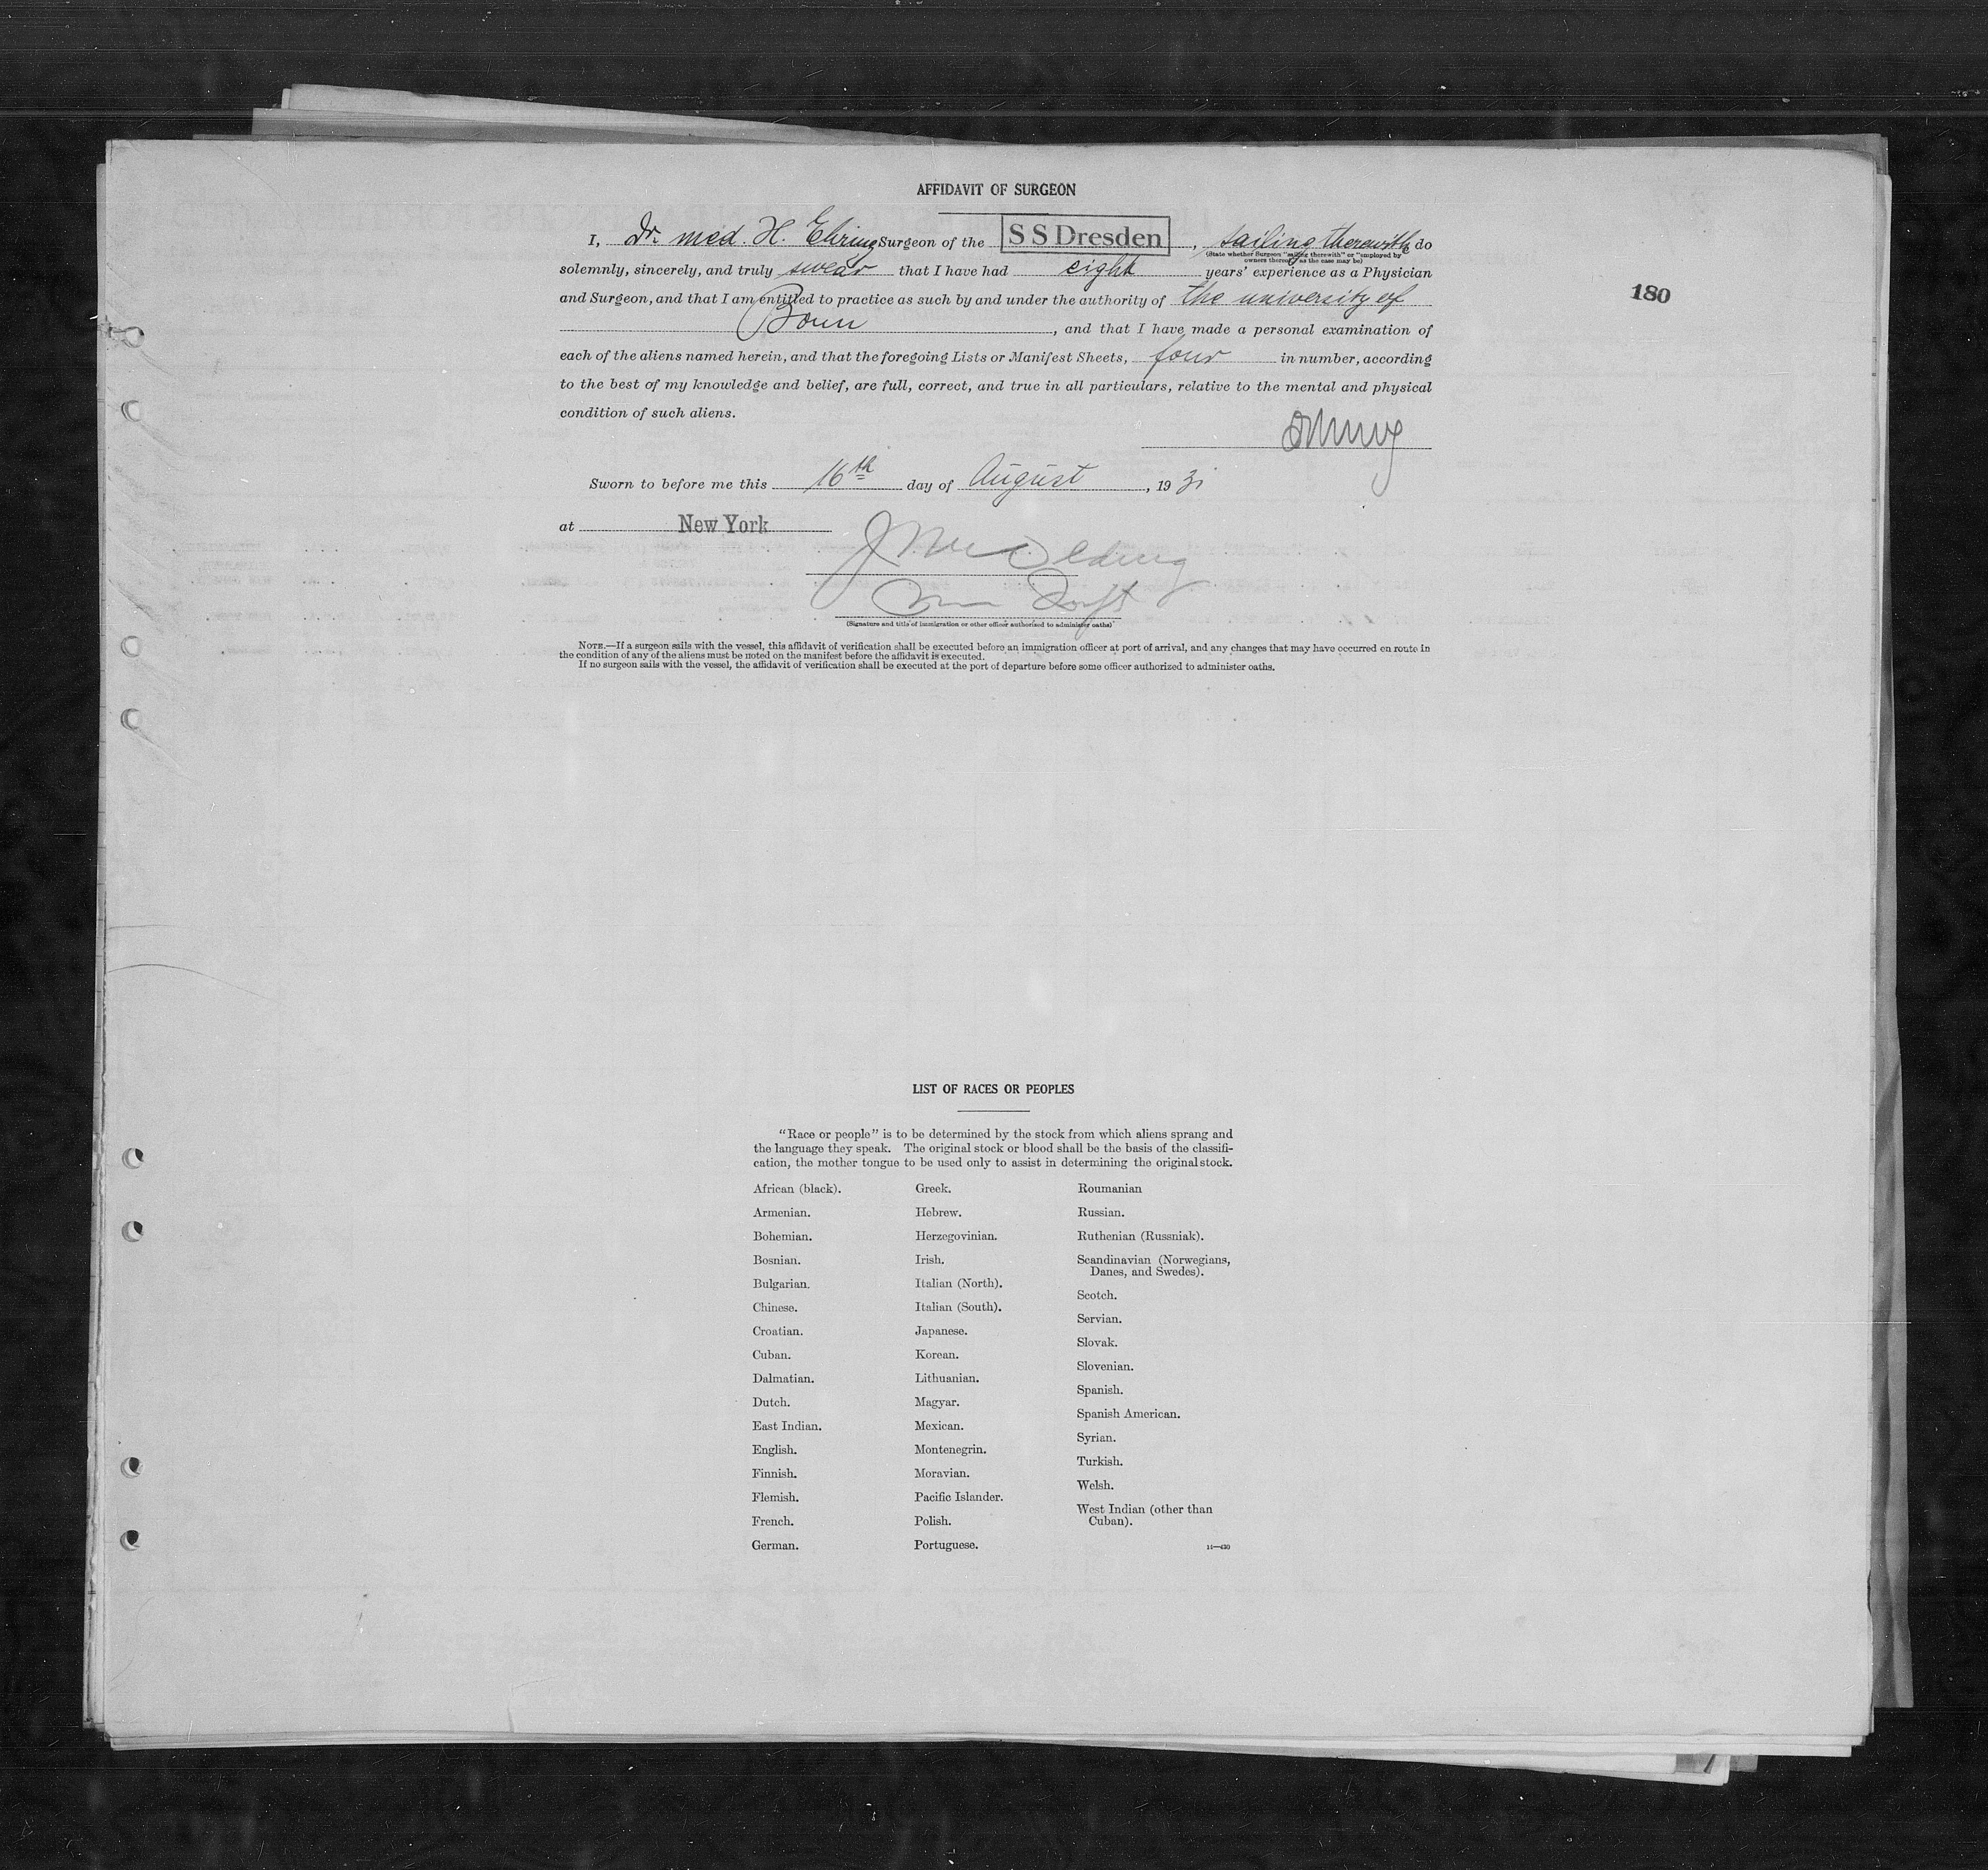 AFFIDAVIT OF SURGEON
I, Dr. med. H. Ehring Surgeon of the SS Dresden, sailing therewith do
(State whether Surgeon "sailing therewith" or "employed by
owners thereof," as the case may be)
solemnly, sincerely, and truly swear that I have had eight years' experience as a Physician
and Surgeon, and that I am entitled to practice as such by and under the authority of the university of
180
Bonn, and that I have made a personal examination of
each of the aliens named herein, and that the foregoing Lists or Manifest Sheets, four in number, according
to the best of my knowledge and belief, are full, correct, and true in all particulars, relative to the mental and physical
condition of such aliens.
Ehring
Sworn to before me this 16th day of August, 1931
at New York
(Signature and title of immigration or other officer authorized to administer oaths)
NOTE.—If a surgeon sails with the vessel, this affidavit of verification shall be executed before an immigration officer at port of arrival, and any changes that may have occurred en route in
the condition of any of the aliens must be noted on the manifest before the affidavit is executed.
If no surgeon sails with the vessel, the affidavit of verification shall be executed at the port of departure before some officer authorized to administer oaths.
LIST OF RACES OR PEOPLES
"Race or people" is to be determined by the stock from which aliens sprang and
the language they speak. The original stock or blood shall be the basis of the classifi-
cation, the mother tongue to be used only to assist in determining the original stock.
African (black).
Armenian.
Bohemian.
Bosnian.
Bulgarian.
Chinese.
Croatian.
Cuban.
Dalmatian.
Dutch.
East Indian.
English.
Finnish.
Flemish.
French.
German.
Greek.
Hebrew.
Herzegovinian.
Irish.
Italian (North).
Italian (South).
Japanese.
Korean.
Lithuanian.
Magyar.
Mexican.
Montenegrin.
Moravian.
Pacific Islander.
Polish.
Portuguese.
Roumanian
Russian.
Ruthenian (Russniak).
Scandinavian (Norwegians,
Danes, and Swedes).
Scotch.
Servian.
Slovak.
Slovenian.
Spanish.
Spanish American.
Syrian.
Turkish.
Welsh.
West Indian (other than
Cuban).
14—430